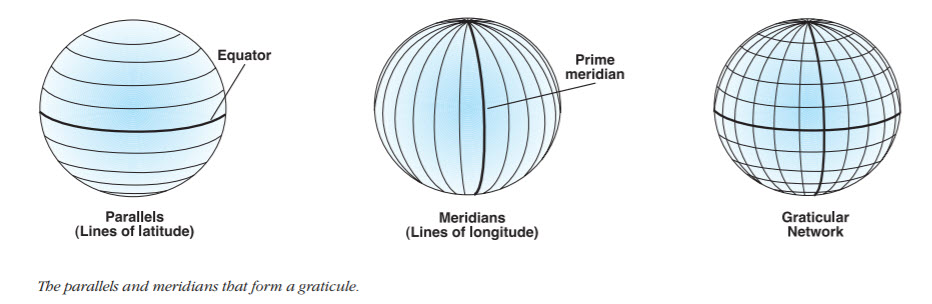 Equator
Parallels
(Lines of latitude)
Prime
meridian
Meridians
(Lines of longitude)
Graticular
Network
The parallels and meridians that form a graticule.